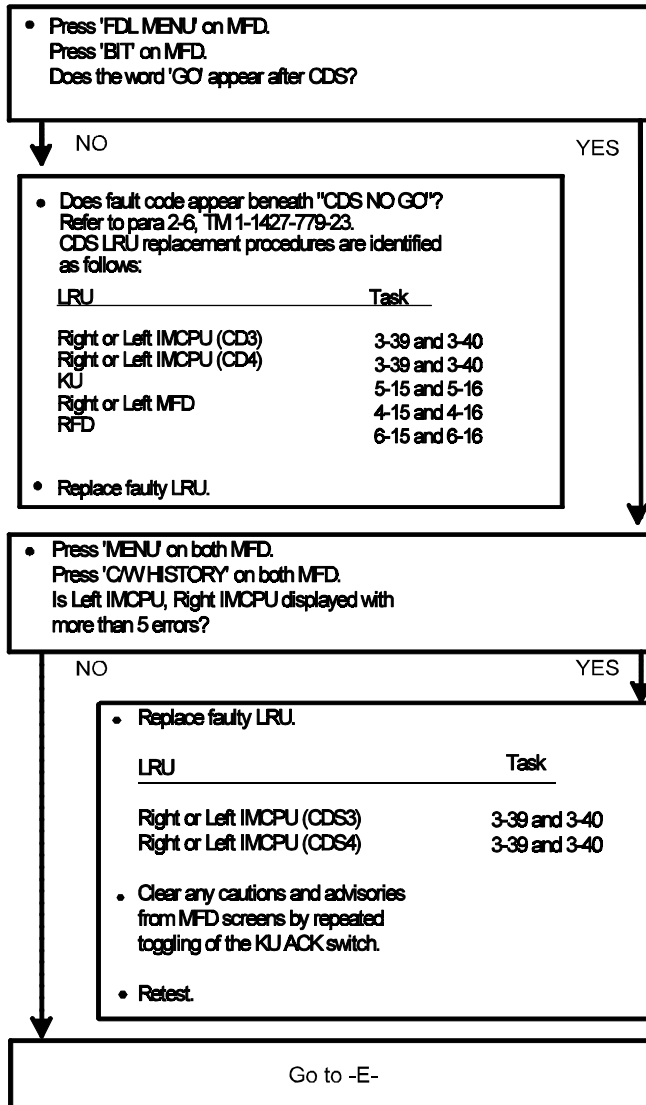 • Press 'FDL MENU' on MFD.
Press 'BIT' on MFD.
Does the word 'GO' appear after CDS?
NO
YES
• Does fault code appear beneath "CDS NO GO"?
Refer to para 2-6, TM 1-1427-779-23.
CDS LRU replacement procedures are identified
as follows:
LRU Task
Right or Left IMCPU (CD3) 3-39 and 3-40
Right or Left IMCPU (CD4) 3-39 and 3-40
KU 5-15 and 5-16
Right or Left MFD 4-15 and 4-16
RFD 6-15 and 6-16
• Replace faulty LRU.
• Press 'MENU' on both MFD.
Press 'C/W HISTORY' on both MFD.
Is Left IMCPU, Right IMCPU displayed with
more than 5 errors?
NO
YES
• Replace faulty LRU.
LRU Task
Right or Left IMCPU (CDS3) 3-39 and 3-40
Right or Left IMCPU (CDS4) 3-39 and 3-40
• Clear any cautions and advisories
from MFD screens by repeated
toggling of the KU ACK switch.
• Retest.
Go to -E-